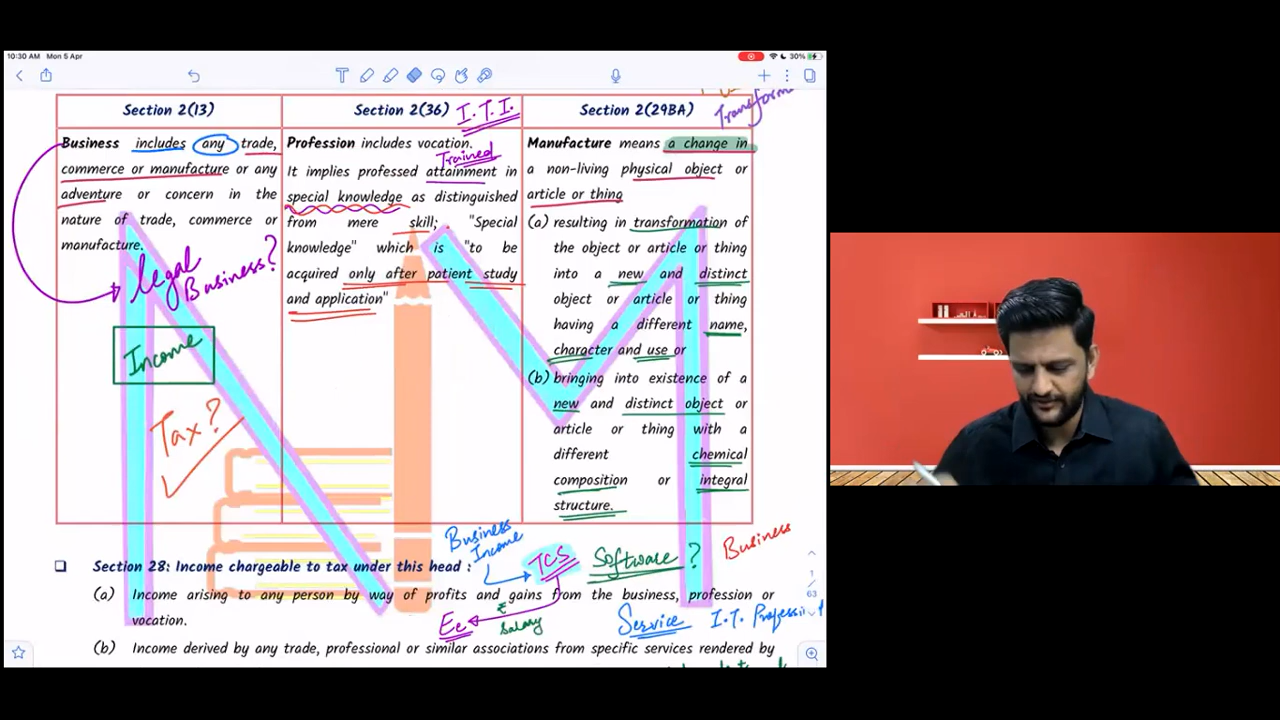 10:30 AM Mon 5 Apr
30%
Transform
Section 2(13)
Business includes any trade,
commerce or manufacture or any
adventure or concern in the
nature of trade, commerce or
manufacture.
legal
Business?
Income
Tax?
Section 2(36)
I.T.I.
Profession includes vocation.
Trained
It implies professed attainment in
special knowledge as distinguished
from mere skill; "Special
knowledge" which is "to be
acquired only after patient study
and application"
Section 2(29BA)
Manufacture means a change in
a non-living physical object or
article or thing
(a) resulting in transformation of
the object or article or thing
into a new and distinct
object or article or thing
having a different name,
character and use or
(b) bringing into existence of a
new and distinct object or
article or thing with a
different chemical
composition or integral
structure.
Business
Income
TCS
Software?
Business
Section 28: Income chargeable to tax under this head :
(a) Income arising to any person by way of profits and gains from the business, profession or
vocation.
Ee
₹
Salary
Service
I.T. Professi
(b) Income derived by any trade, professional or similar associations from specific services rendered by
1
63